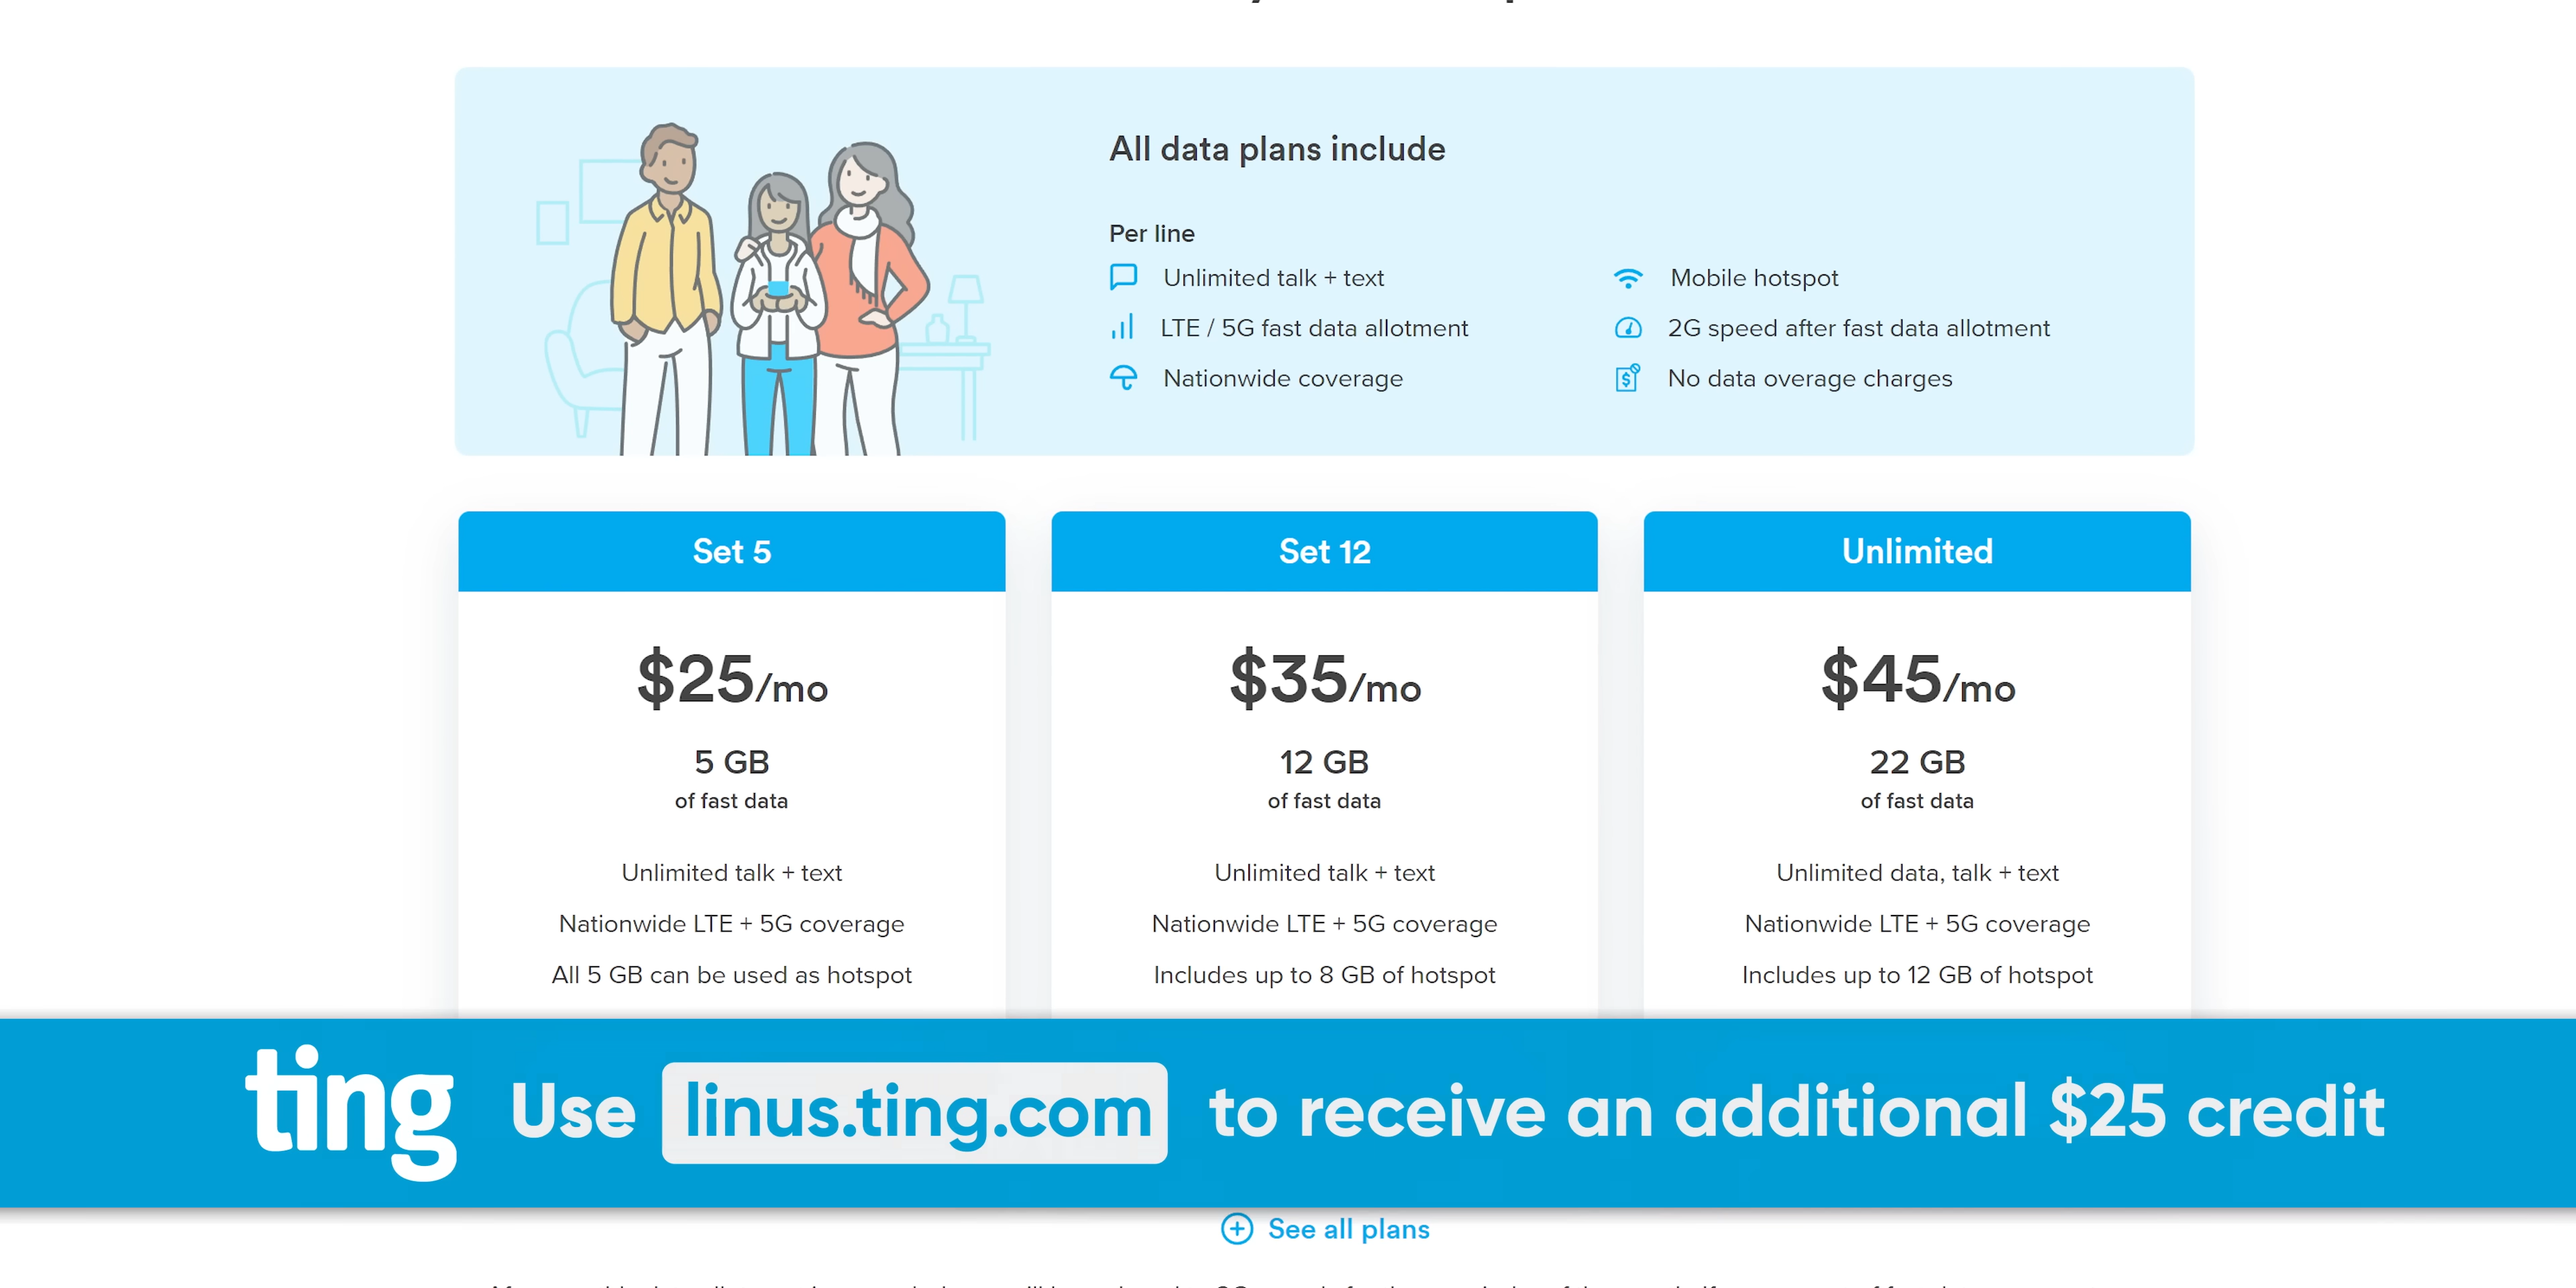 All data plans include
Per line
Unlimited talk + text
Mobile hotspot
LTE / 5G fast data allotment
2G speed after fast data allotment
Nationwide coverage
No data overage charges
Set 5
$25/mo
5 GB
of fast data
Unlimited talk + text
Nationwide LTE + 5G coverage
All 5 GB can be used as hotspot
Set 12
$35/mo
12 GB
of fast data
Unlimited talk + text
Nationwide LTE + 5G coverage
Includes up to 8 GB of hotspot
Unlimited
$45/mo
22 GB
of fast data
Unlimited data, talk + text
Nationwide LTE + 5G coverage
Includes up to 12 GB of hotspot
ting Use linus.ting.com to receive an additional $25 credit
See all plans